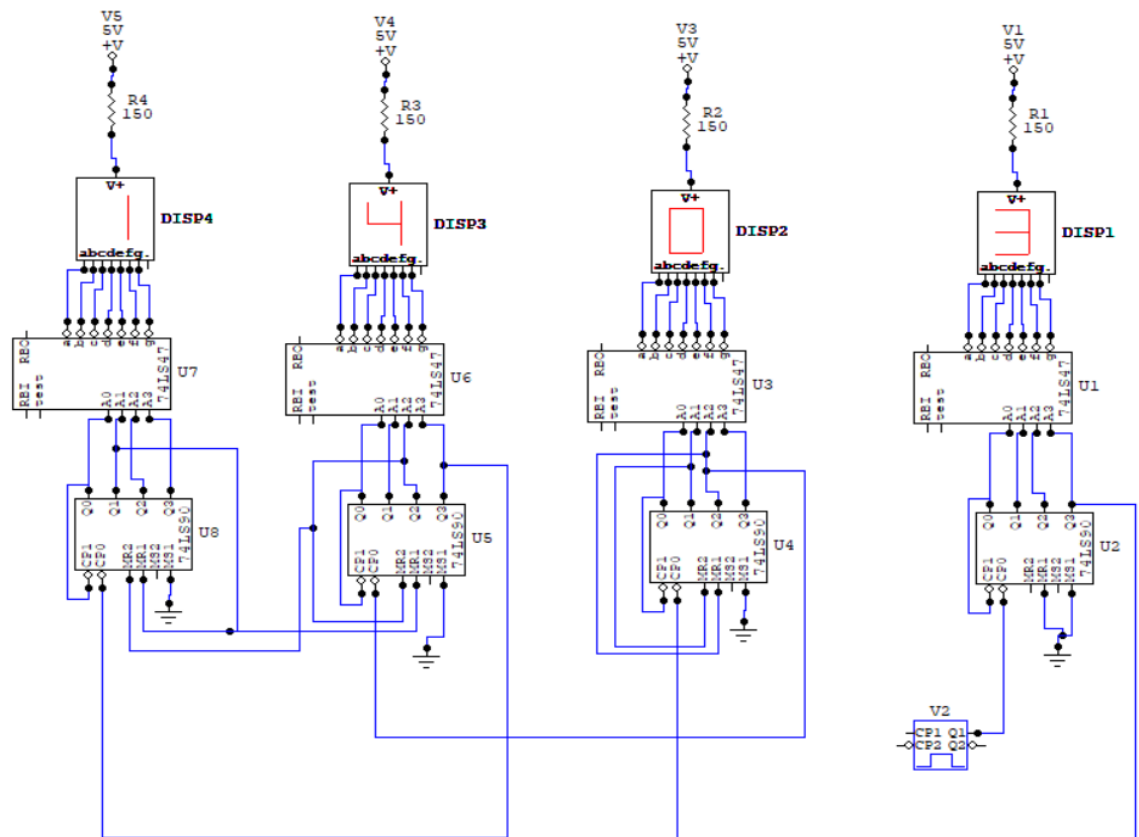 V5
5V
+V
V4
5V
+V
V3
5V
+V
V1
5V
+V
R4
150
R3
150
R2
150
R1
150
V+
DISP4
abcdefg.
V+
DISP3
abcdefg.
V+
DISP2
abcdefg.
V+
DISP1
abcdefg.
a b c d e f g
RBO
RBI test A0 A1 A2 A3
74LS47
U7
a b c d e f g
RBO
RBI test A0 A1 A2 A3
74LS47
U6
a b c d e f g
RBO
RBI test A0 A1 A2 A3
74LS47
U3
a b c d e f g
RBO
RBI test A0 A1 A2 A3
74LS47
U1
Q0 Q1 Q2 Q3
CP1 CP0 MR2 MR1 MS2 MS1
74LS90
U8
Q0 Q1 Q2 Q3
CP1 CP0 MR2 MR1 MS2 MS1
74LS90
U5
Q0 Q1 Q2 Q3
CP1 CP0 MR2 MR1 MS2 MS1
74LS90
U4
Q0 Q1 Q2 Q3
CP1 CP0 MR2 MR1 MS2 MS1
74LS90
U2
V2
CP1 Q1
CP2 Q2
1
4
0
3